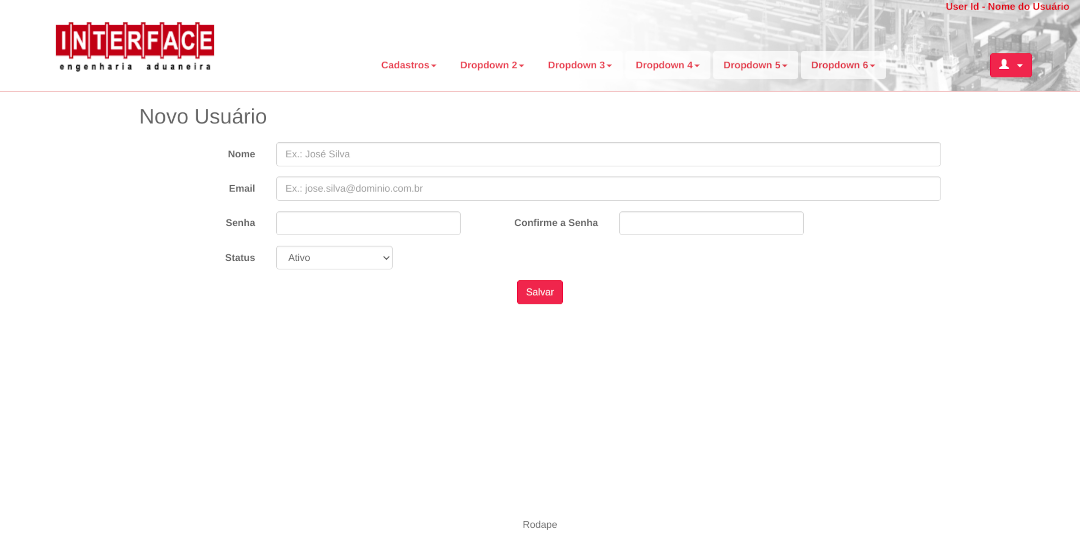 User Id - Nome do Usuário
INTERFACE
engenharia aduaneira
Cadastros Dropdown 2 Dropdown 3 Dropdown 4 Dropdown 5 Dropdown 6
Novo Usuário
Nome Ex.: José Silva
Email Ex.: jose.silva@dominio.com.br
Senha Confirme a Senha
Status Ativo
Salvar
Rodape